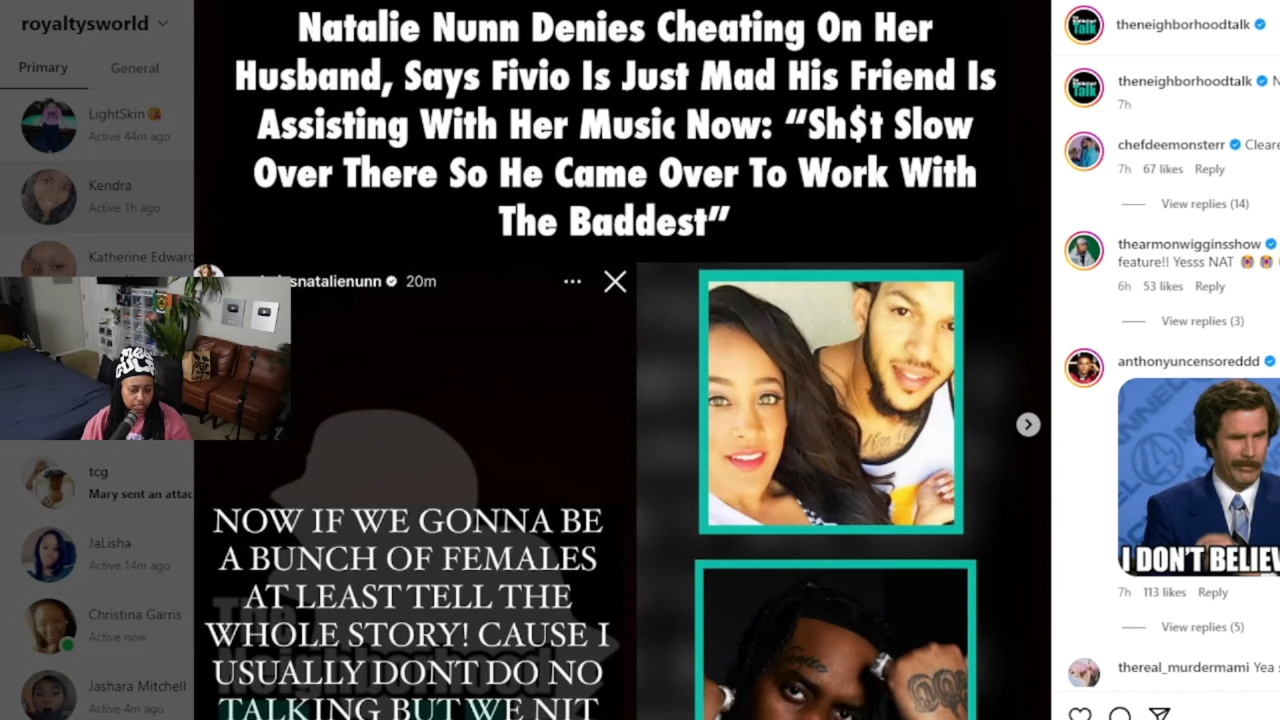 royaltysworld
Primary
General
LightSkin 😘
Active 44m ago
Kendra
Active 1h ago
Katherine Edwar
tcg
Mary sent an attac
JaLisha
Active 14m ago
Christina Garris
Active now
Jashara Mitchell
Active 4m ago
Natalie Nunn Denies Cheating On Her
Husband, Says Fivio Is Just Mad His Friend Is
Assisting With Her Music Now: “Sh$t Slow
Over There So He Came Over To Work With
The Baddest”
snatalienunn 20m
NOW IF WE GONNA BE
A BUNCH OF FEMALES
AT LEAST TELL THE
WHOLE STORY! CAUSE I
USUALLY DONT DO NO
TALKING BUT WE NIT
The
Neighborhood
Talk
theneighborhoodtalk
Talk
theneighborhoodtalk N
7h
chefdeemonsterr Cleare
7h 67 likes Reply
View replies (14)
thearmonwigginsshow
feature!! Yesss NAT
6h 53 likes Reply
View replies (3)
anthonyuncensoreddd
I DON'T BELIEV
7h 113 likes Reply
View replies (5)
thereal_murdermami Yea s